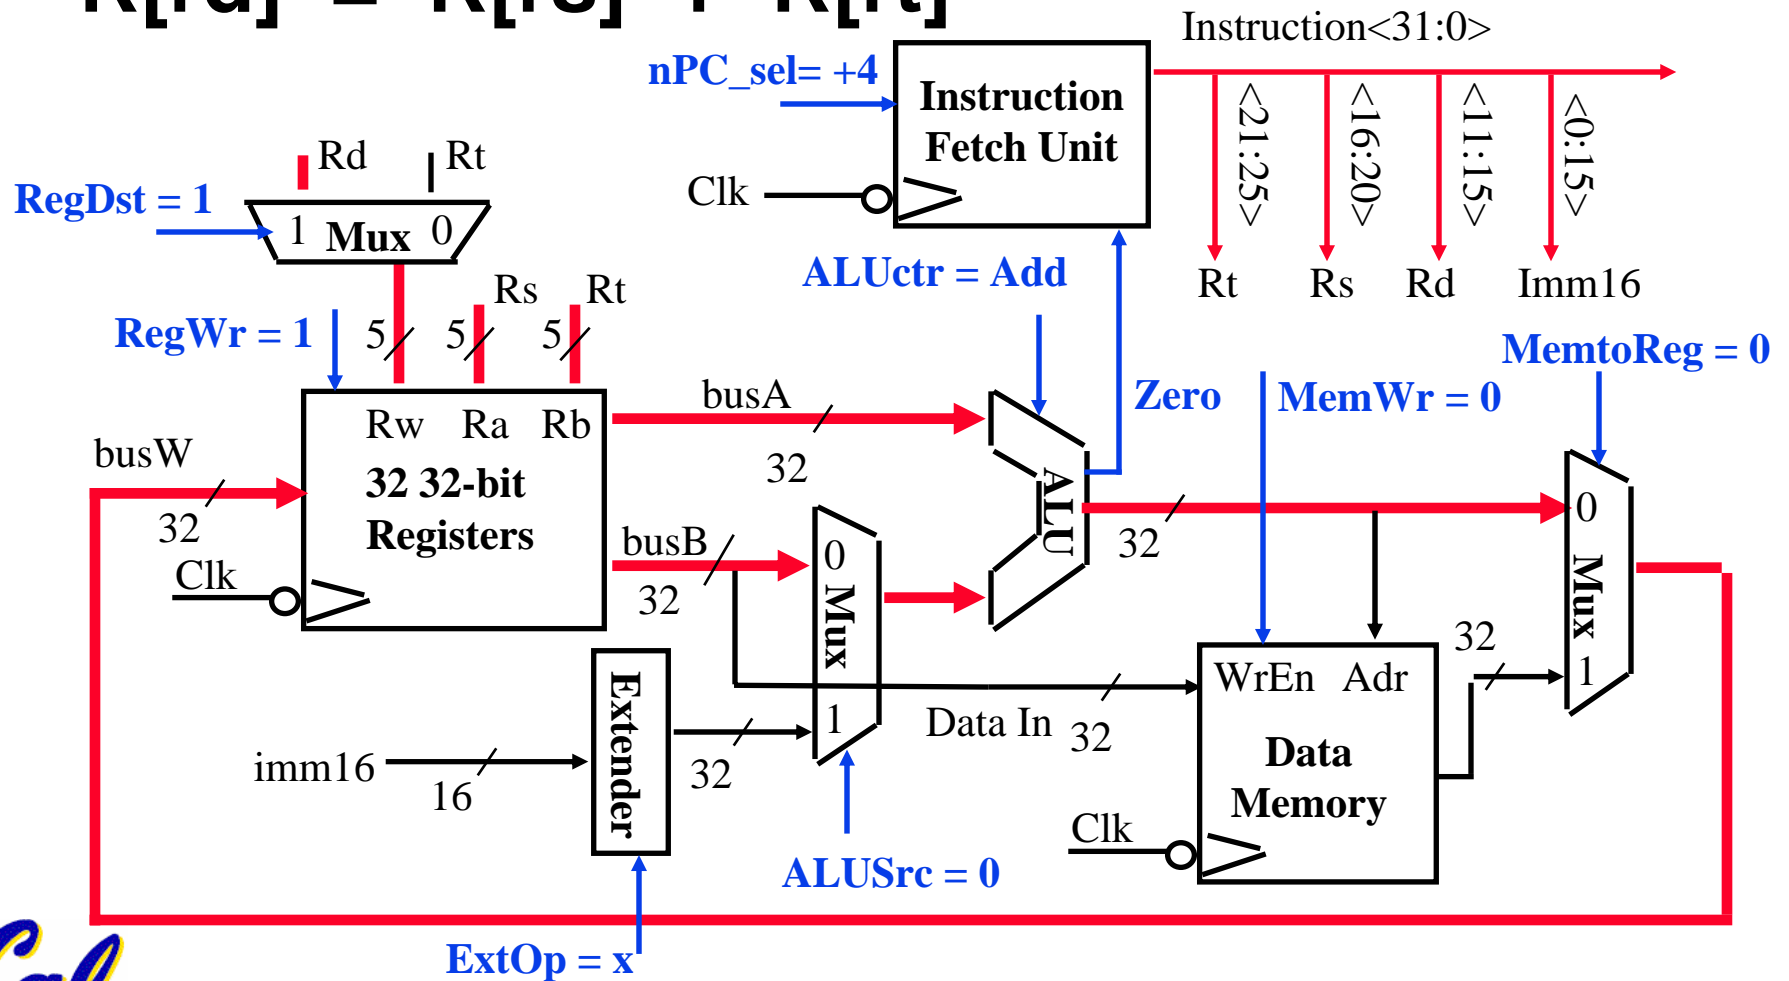 R[rd] = R[rs] + R[rt]
Instruction<31:0>
nPC_sel= +4
Instruction
Fetch Unit
Clk
<21:25>
<16:20>
<11:15>
<0:15>
Rt
Rs
Rd
Imm16
Rd
Rt
RegDst = 1
1 Mux 0
ALUctr = Add
RegWr = 1
5
5
5
Rs
Rt
MemtoReg = 0
Zero
MemWr = 0
busA
32
busW
32
Rw Ra Rb
32 32-bit
Registers
Clk
busB
32
0
Mux
1
ALU
32
0
Mux
1
imm16
16
Extender
32
Data In
32
WrEn Adr
Data
Memory
32
Clk
ALUSrc = 0
ExtOp = x
Cal